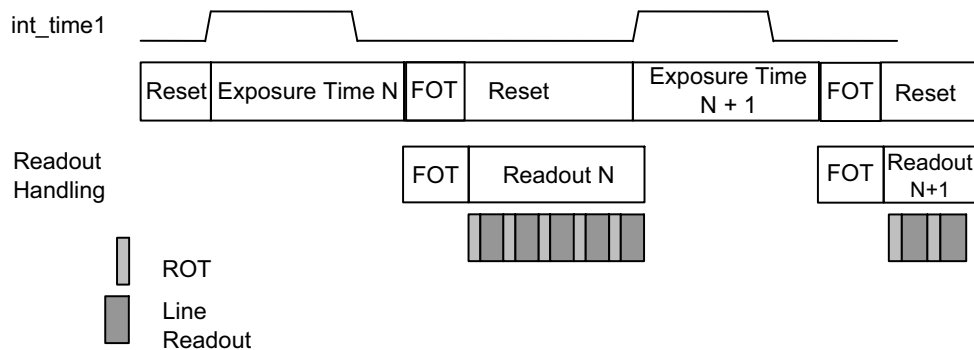 int_time1
Reset Exposure Time N FOT Reset Exposure Time N + 1 FOT Reset
Readout Handling FOT Readout N FOT Readout N+1
ROT
Line
Readout